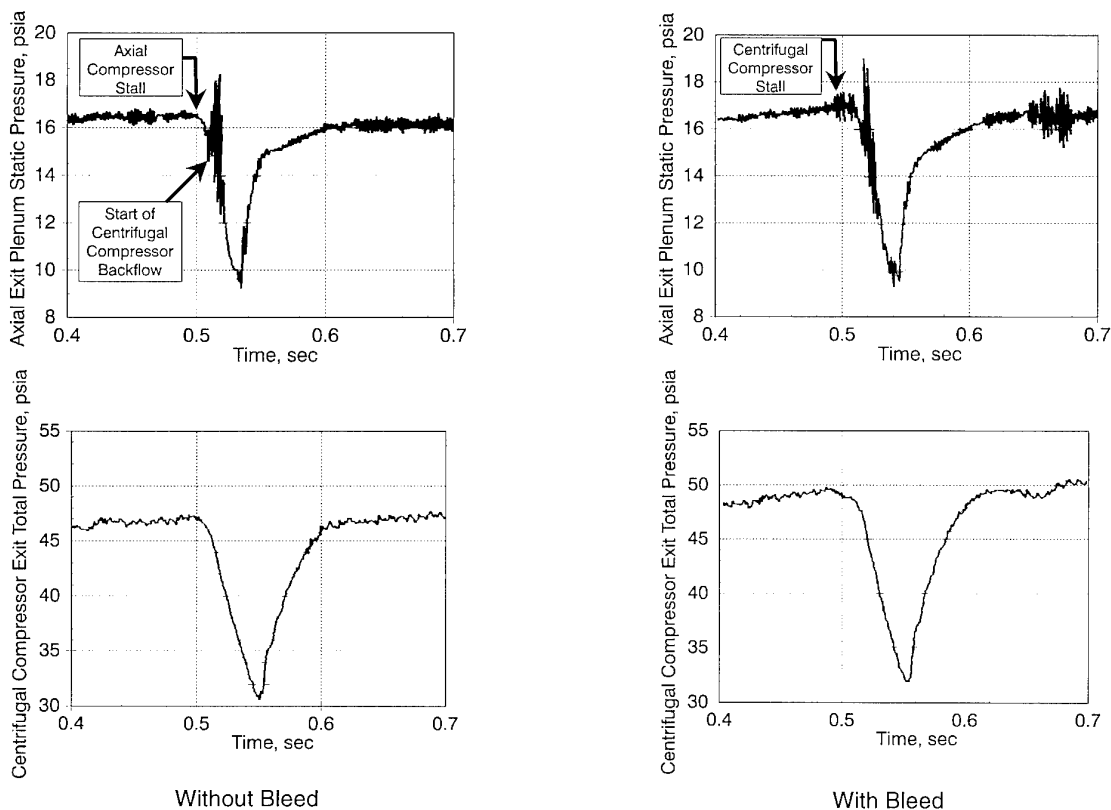 Axial Exit Plenum Static Pressure, psia
20
18
16
14
12
10
8
Axial
Compressor
Stall
Start of
Centrifugal
Compressor
Backflow
0.4 0.5 0.6 0.7
Time, sec
Axial Exit Plenum Static Pressure, psia
20
18
16
14
12
10
8
Centrifugal
Compressor
Stall
0.4 0.5 0.6 0.7
Time, sec
Centrifugal Compressor Exit Total Pressure, psia
55
50
45
40
35
30
0.4 0.5 0.6 0.7
Time, sec
Without Bleed
Centrifugal Compressor Exit Total Pressure, psia
55
50
45
40
35
30
0.4 0.5 0.6 0.7
Time, sec
With Bleed